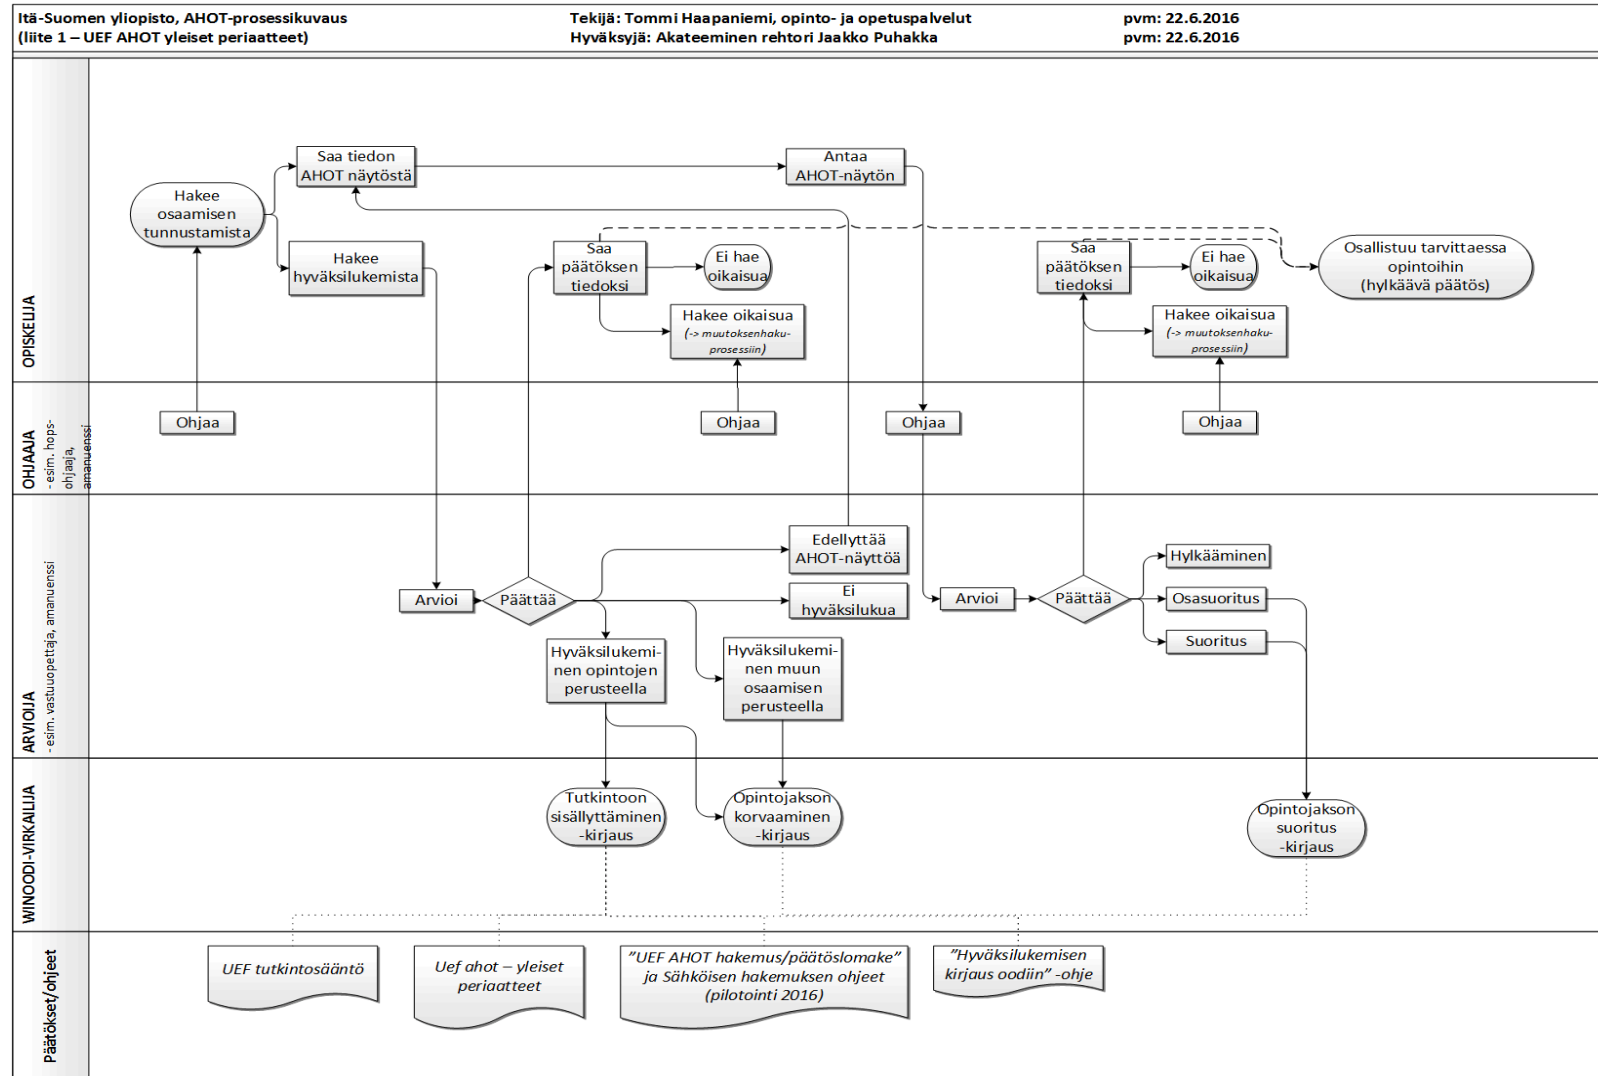 Itä-Suomen yliopisto, AHOT-prosessikuvaus
(liite 1 – UEF AHOT yleiset periaatteet)
Tekijä: Tommi Haapaniemi, opinto- ja opetuspalvelut
Hyväksyjä: Akateeminen rehtori Jaakko Puhakka
pvm: 22.6.2016
pvm: 22.6.2016
OPISKELIJA
Hakee
osaamisen
tunnustamista
Saa tiedon
AHOT näytöstä
Hakee
hyväksilukemista
Antaa
AHOT-näytön
Saa
päätöksen
tiedoksi
Ei hae
oikaisua
Hakee oikaisua
(-> muutoksenhaku-
prosessiin)
Saa
päätöksen
tiedoksi
Ei hae
oikaisua
Hakee oikaisua
(-> muutoksenhaku-
prosessiin)
Osallistuu tarvittaessa
opintoihin
(hylkäävä päätös)
OHJAAJA
- esim. hops-
ohjaaja,
amanuenssi
Ohjaa
Ohjaa
Ohjaa
Ohjaa
ARVIOIJA
- esim. vastuuopettaja, amanuenssi
Arvioi
Päättää
Edellyttää
AHOT-näyttöä
Ei
hyväksilukua
Hyväksilukemi-
nen opintojen
perusteella
Hyväksilukemi-
nen muun
osaamisen
perusteella
Arvioi
Päättää
Hylkääminen
Osasuoritus
Suoritus
WINOODI-VIRKAILIJA
Tutkintoon
sisällyttäminen
-kirjaus
Opintojakson
korvaaminen
-kirjaus
Opintojakson
suoritus
-kirjaus
Päätökset/ohjeet
UEF tutkintosääntö
Uef ahot – yleiset
periaatteet
”UEF AHOT hakemus/päätöslomake”
ja Sähköisen hakemuksen ohjeet
(pilotointi 2016)
”Hyväksilukemisen
kirjaus oodiin” -ohje